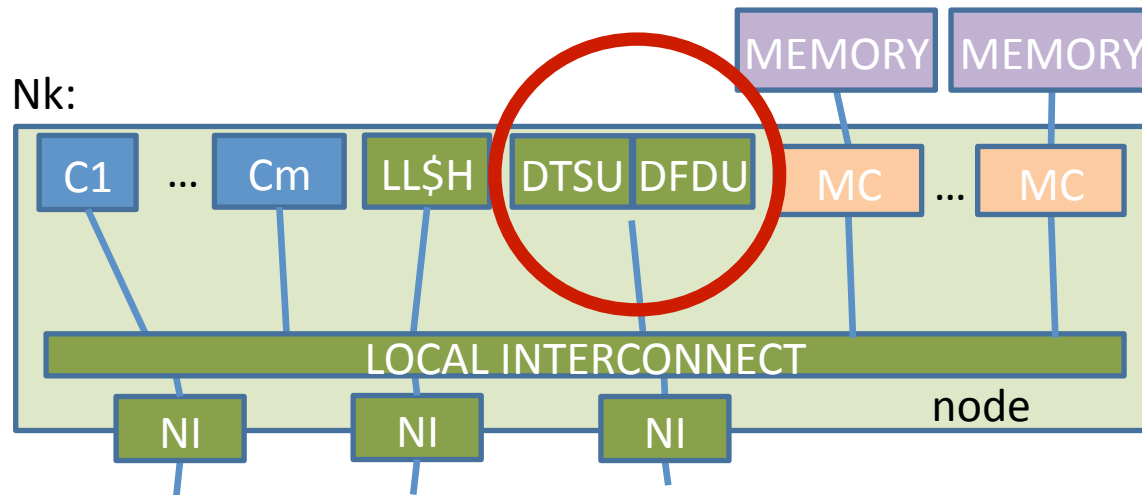 MEMORY MEMORY
Nk:
C1 ... Cm LL$H DTSU DFDU MC ... MC
LOCAL INTERCONNECT
node
NI NI NI